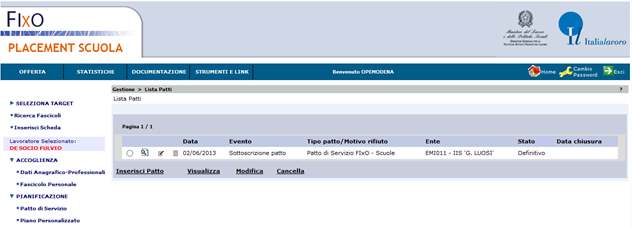 FIxO
PLACEMENT SCUOLA
Ministero del Lavoro
e delle Politiche Sociali
Italialavoro
OFFERTA STATISTICHE DOCUMENTAZIONE STRUMENTI E LINK Benvenuto OPEMODENA Home Cambio Password Esci
Gestione > Lista Patti ?
Lista Patti
SELEZIONA TARGET
Ricerca Fascicoli
Inserisci Scheda
Lavoratore Selezionato:
DE SOCIO FULVIO
ACCOGLIENZA
Dati Anagrafico-Professionali
Fascicolo Personale
PIANIFICAZIONE
Patto di Servizio
Piano Personalizzato
Pagina 1 / 1
Data Evento Tipo patto/Motivo rifiuto Ente Stato Data chiusura
02/06/2013 Sottoscrizione patto Patto di Servizio FIxO - Scuole EMI011 - IIS 'G. LUOSI' Definitivo
Inserisci Patto Visualizza Modifica Cancella